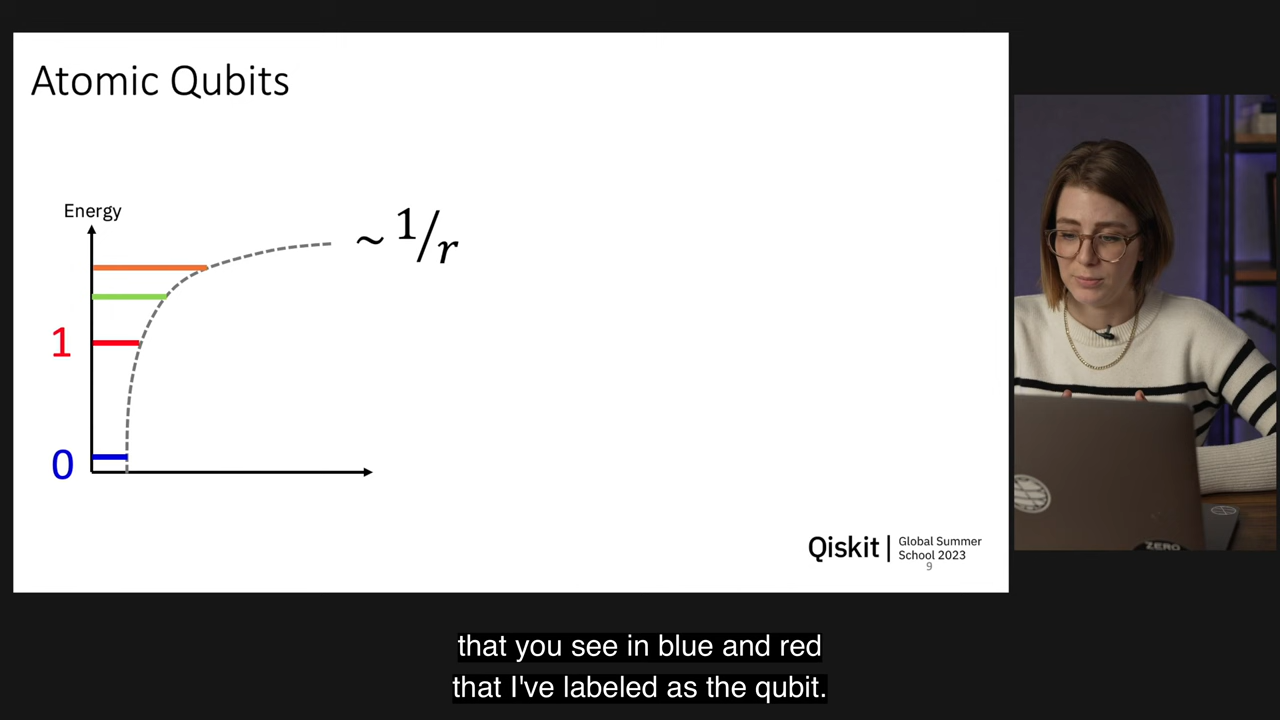 Atomic Qubits
Energy
~ 1/r
1
0
Qiskit | Global Summer
School 2023
9
ZERO
that you see in blue and red
that I've labeled as the qubit.